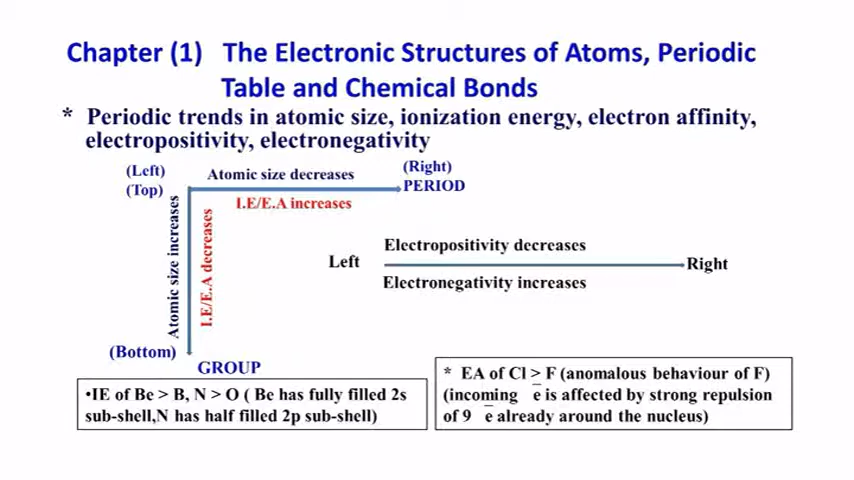 Chapter (1) The Electronic Structures of Atoms, Periodic
Table and Chemical Bonds
* Periodic trends in atomic size, ionization energy, electron affinity,
electropositivity, electronegativity
(Left)
(Top)
Atomic size decreases
I.E/E.A increases
(Right)
PERIOD
Atomic size increases
I.E/E.A decreases
(Bottom)
GROUP
Left
Electropositivity decreases
Electronegativity increases
Right
•IE of Be > B, N > O ( Be has fully filled 2s
sub-shell,N has half filled 2p sub-shell)
* EA of Cl > F (anomalous behaviour of F)
(incoming e̅ is affected by strong repulsion
of 9 e̅ already around the nucleus)